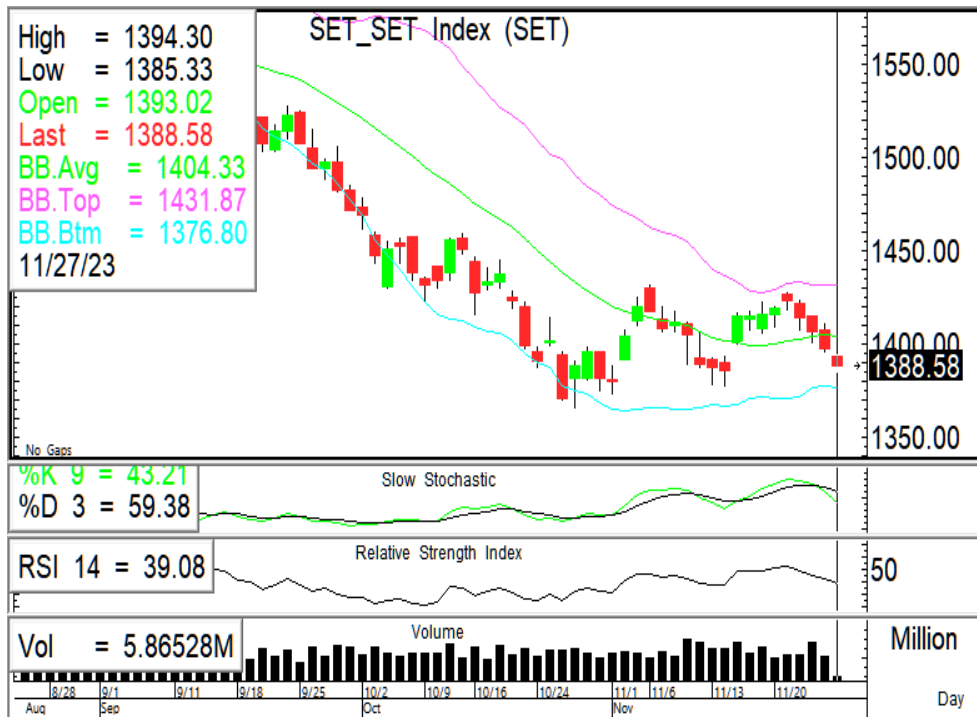 SET_SET Index (SET)
High = 1394.30
Low = 1385.33
Open = 1393.02
Last = 1388.58
BB.Avg = 1404.33
BB.Top = 1431.87
BB.Btm = 1376.80
11/27/23
1550.00
1500.00
1450.00
1400.00
1388.58
1350.00
No Gaps
%K 9 = 43.21
%D 3 = 59.38
Slow Stochastic
RSI 14 = 39.08
Relative Strength Index
50
Vol = 5.86528M
Volume
Million
8/28 9/1 9/11 9/18 9/25 10/2 10/9 10/16 10/24 11/1 11/6 11/13 11/20
Aug Sep Oct Nov
Day